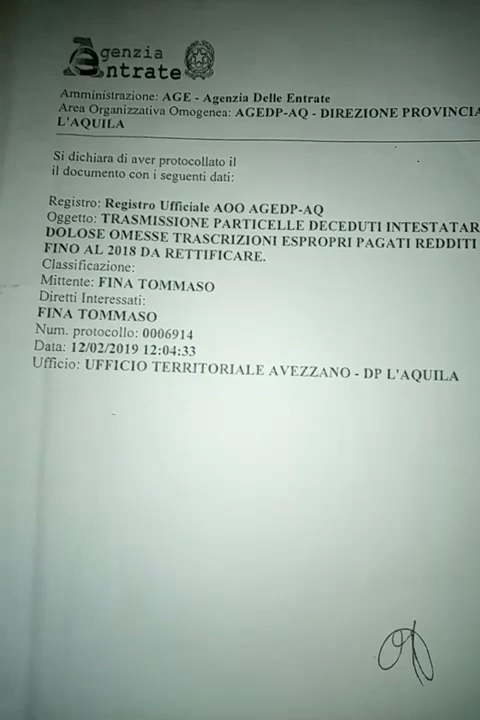 Agenzia
Entrate
Amministrazione: AGE - Agenzia Delle Entrate
Area Organizzativa Omogenea: AGEDP-AQ - DIREZIONE PROVINCIA
L'AQUILA
Si dichiara di aver protocollato il
il documento con i seguenti dati:
Registro: Registro Ufficiale AOO AGEDP-AQ
Oggetto: TRASMISSIONE PARTICELLE DECEDUTI INTESTATAR
DOLOSE OMESSE TRASCRIZIONI ESPROPRI PAGATI REDDITI
FINO AL 2018 DA RETTIFICARE.
Classificazione:
Mittente: FINA TOMMASO
Diretti Interessati:
FINA TOMMASO
Num. protocollo: 0006914
Data: 12/02/2019 12:04:33
Ufficio: UFFICIO TERRITORIALE AVEZZANO - DP L'AQUILA